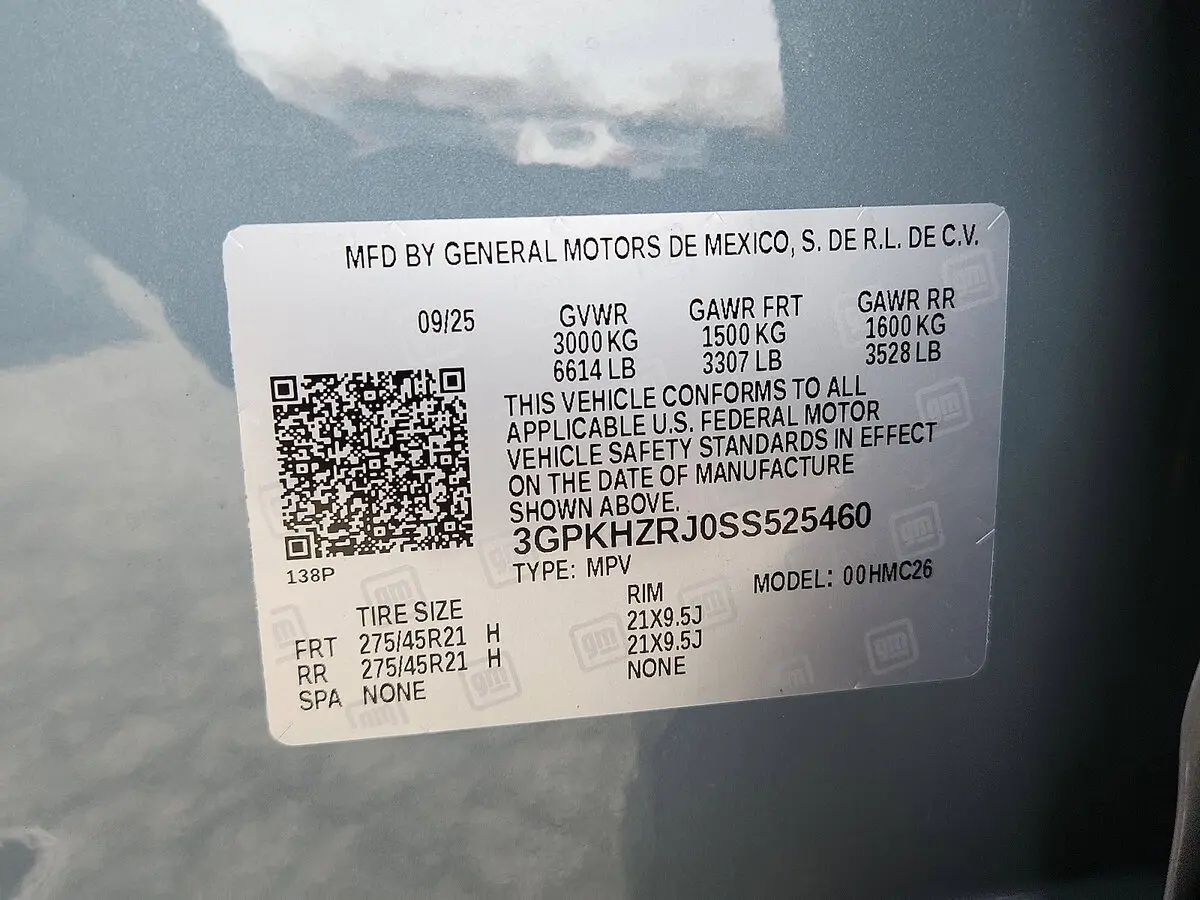 MFD BY GENERAL MOTORS DE MEXICO, S. DE R.L. DE C.V.
09/25 GVWR GAWR FRT GAWR RR
3000 KG 1500 KG 1600 KG
6614 LB 3307 LB 3528 LB
THIS VEHICLE CONFORMS TO ALL
APPLICABLE U.S. FEDERAL MOTOR
VEHICLE SAFETY STANDARDS IN EFFECT
ON THE DATE OF MANUFACTURE
SHOWN ABOVE.
3GPKHZRJ0SS525460
138P
TYPE: MPV MODEL: 00HMC26
TIRE SIZE RIM
FRT 275/45R21 H 21X9.5J
RR 275/45R21 H 21X9.5J
SPA NONE NONE
gm